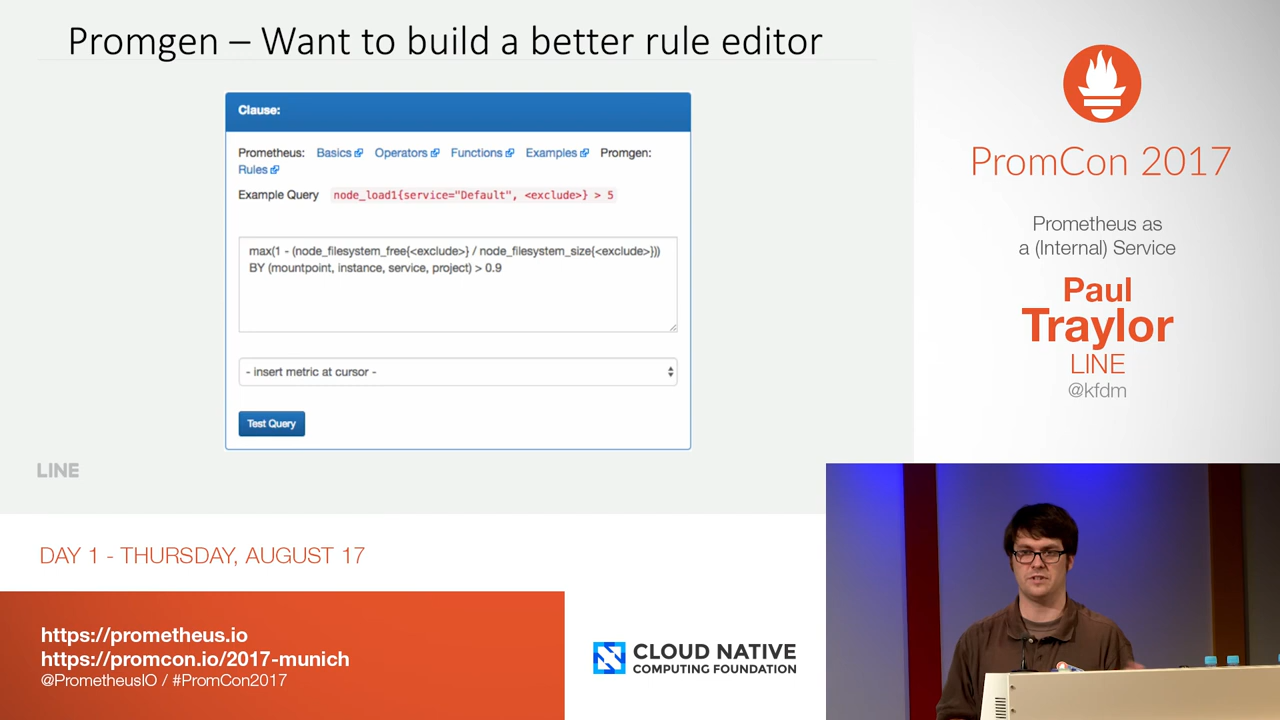 Promgen – Want to build a better rule editor
Clause:
Prometheus: Basics Operators Functions Examples Promgen:
Rules
Example Query node_load1{service="Default", <exclude>} > 5
max(1 - (node_filesystem_free{<exclude>} / node_filesystem_size{<exclude>}))
BY (mountpoint, instance, service, project) > 0.9
- insert metric at cursor -
Test Query
LINE
PromCon 2017
Prometheus as
a (Internal) Service
Paul
Traylor
LINE
@kfdm
DAY 1 - THURSDAY, AUGUST 17
https://prometheus.io
https://promcon.io/2017-munich
@PrometheusIO / #PromCon2017
CLOUD NATIVE
COMPUTING FOUNDATION